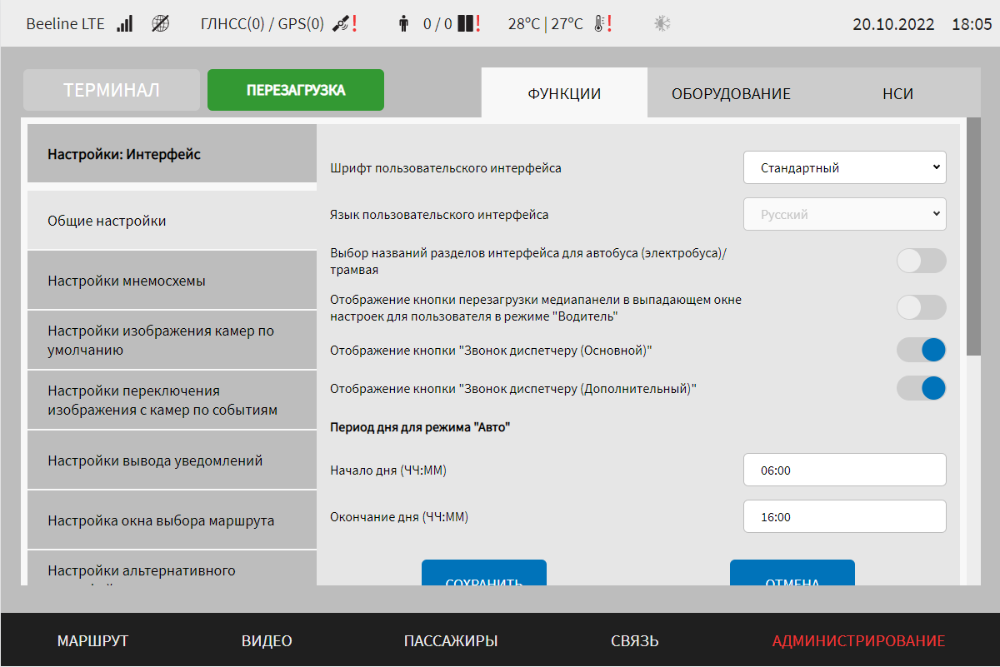 Beeline LTE ГЛНСС(0) / GPS(0) ! 0 / 0 ! 28°C | 27°C ! 20.10.2022 18:05
ТЕРМИНАЛ ПЕРЕЗАГРУЗКА ФУНКЦИИ ОБОРУДОВАНИЕ НСИ
Настройки: Интерфейс
Общие настройки
Настройки мнемосхемы
Настройки изображения камер по
умолчанию
Настройки переключения
изображения с камер по событиям
Настройки вывода уведомлений
Настройка окна выбора маршрута
Настройки альтернативного
Шрифт пользовательского интерфейса Стандартный
Язык пользовательского интерфейса Русский
Выбор названий разделов интерфейса для автобуса (электробуса)/
трамвая
Отображение кнопки перезагрузки медиапанели в выпадающем окне
настроек для пользователя в режиме "Водитель"
Отображение кнопки "Звонок диспетчеру (Основной)"
Отображение кнопки "Звонок диспетчеру (Дополнительный)"
Период дня для режима "Авто"
Начало дня (ЧЧ:ММ) 06:00
Окончание дня (ЧЧ:ММ) 16:00
СОХРАНИТЬ ОТМЕНА
МАРШРУТ ВИДЕО ПАССАЖИРЫ СВЯЗЬ АДМИНИСТРИРОВАНИЕ